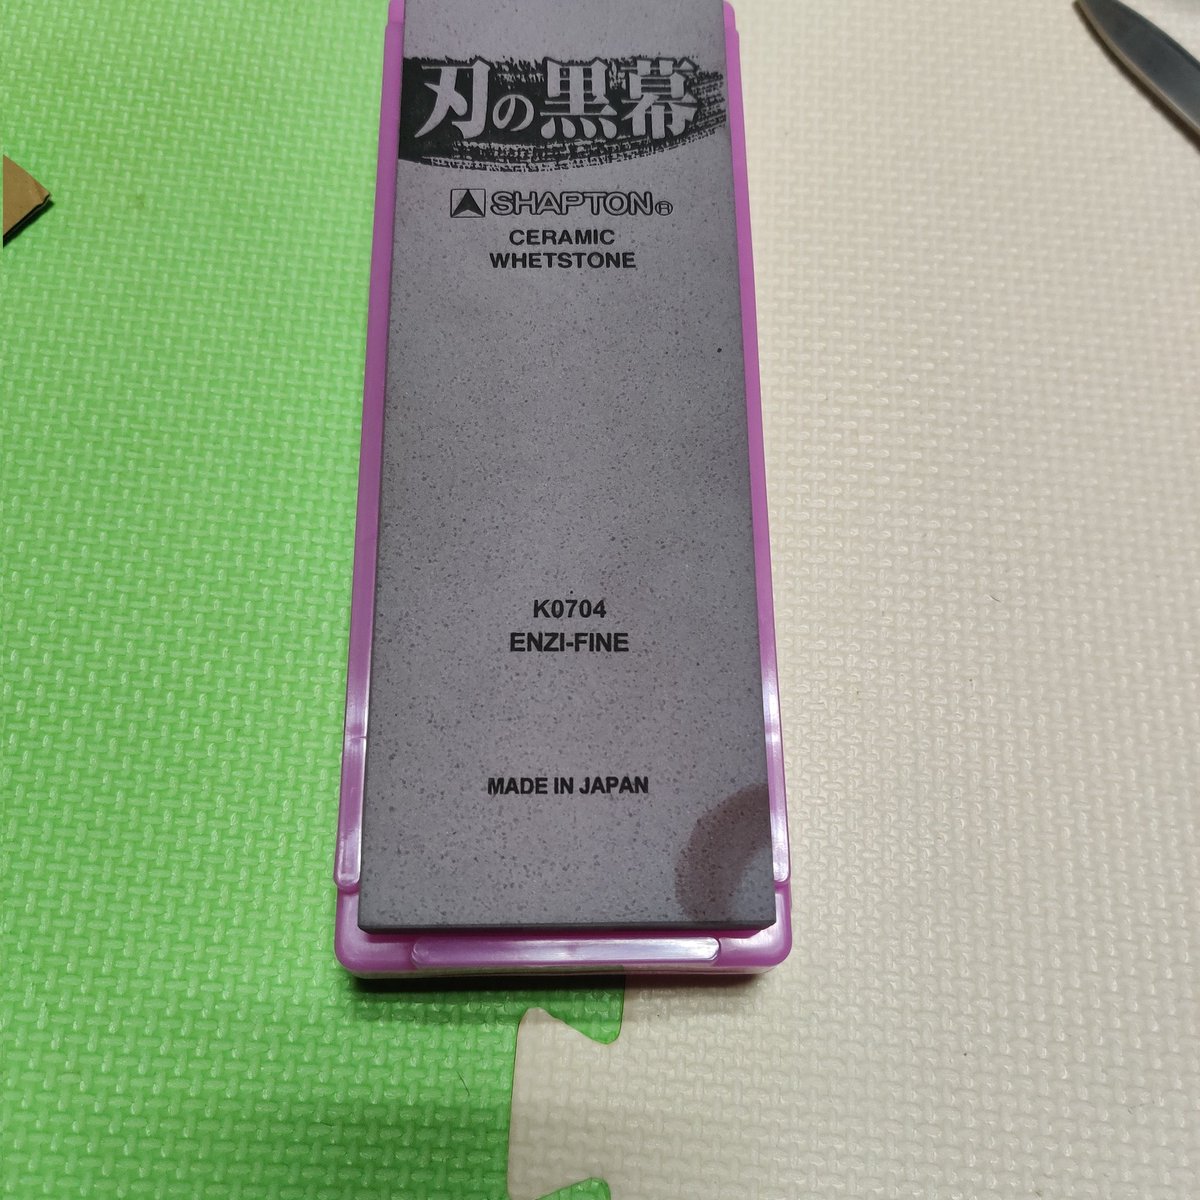 刃の黒幕
SHAPTON®
CERAMIC
WHETSTONE
K0704
ENZI-FINE
MADE IN JAPAN